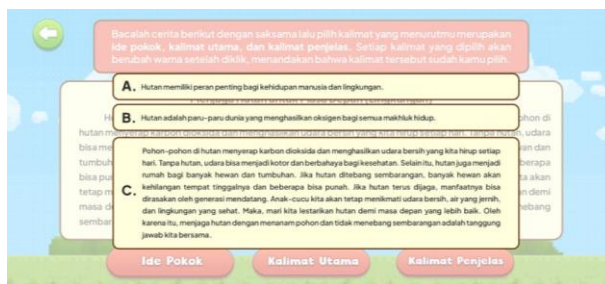 Bacalah cerita berikut dengan saksama lalu pilih kalimat yang menurutmu merupakan
ide pokok, kalimat utama, dan kalimat penjelas. Setiap kalimat yang dipilih akan
berubah warna setelah diklik, menandakan bahwa kalimat tersebut sudah kamu pilih.
A. Hutan memiliki peran penting bagi kehidupan manusia dan lingkungan.
B. Hutan adalah paru-paru dunia yang menghasilkan oksigen bagi semua makhluk hidup.
C. Pohon-pohon di hutan menyerap karbon dioksida dan menghasilkan udara bersih yang kita hirup setiap
hari. Tanpa hutan, udara bisa menjadi kotor dan berbahaya bagi kesehatan. Selain itu, hutan juga menjadi
rumah bagi banyak hewan dan tumbuhan. Jika hutan ditebang sembarangan, banyak hewan akan
kehilangan tempat tinggalnya dan beberapa bisa punah. Jika hutan terus dijaga, manfaatnya bisa
dirasakan oleh generasi mendatang. Anak-cucu kita akan tetap menikmati udara bersih, air yang jernih,
dan lingkungan yang sehat. Maka, mari kita lestarikan hutan demi masa depan yang lebih baik. Oleh
karena itu, menjaga hutan dengan menanam pohon dan tidak menebang sembarangan adalah tanggung
jawab kita bersama.
Ide Pokok Kalimat Utama Kalimat Penjelas